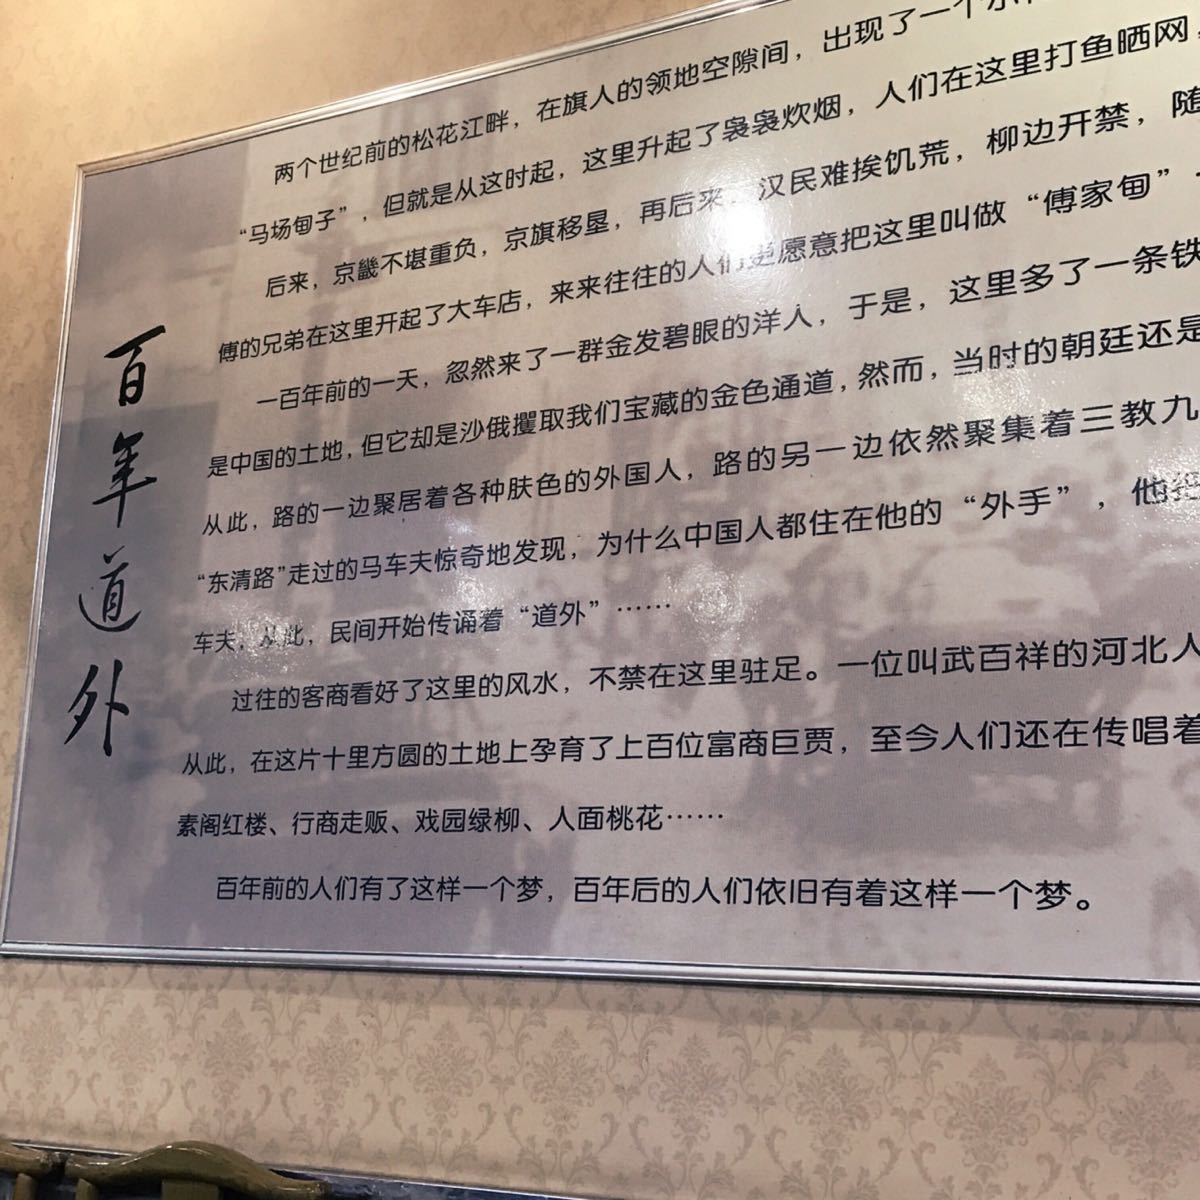 百年道外
两个世纪前的松花江畔，在旗人的领地空隙间，出现了一个
“马场甸子”，但就是从这时起，这里升起了袅袅炊烟，人们在这里打鱼晒网，
后来，京畿不堪重负，京旗移垦，再后来，汉民难挨饥荒，柳边开禁，随
傅的兄弟在这里开起了大车店，来来往往的人们更愿意把这里叫做“傅家甸”
一百年前的一天，忽然来了一群金发碧眼的洋人，于是，这里多了一条铁
是中国的土地，但它却是沙俄攫取我们宝藏的金色通道，然而，当时的朝廷还是
从此，路的一边聚居着各种肤色的外国人，路的另一边依然聚集着三教九
“东清路”走过的马车夫惊奇地发现，为什么中国人都住在他的“外手”，他
车夫，从此，民间开始传诵着“道外”……
过往的客商看好了这里的风水，不禁在这里驻足。一位叫武百祥的河北人
从此，在这片十里方圆的土地上孕育了上百位富商巨贾，至今人们还在传唱着
素阁红楼、行商走贩、戏园绿柳、人面桃花……
百年前的人们有了这样一个梦，百年后的人们依旧有着这样一个梦。